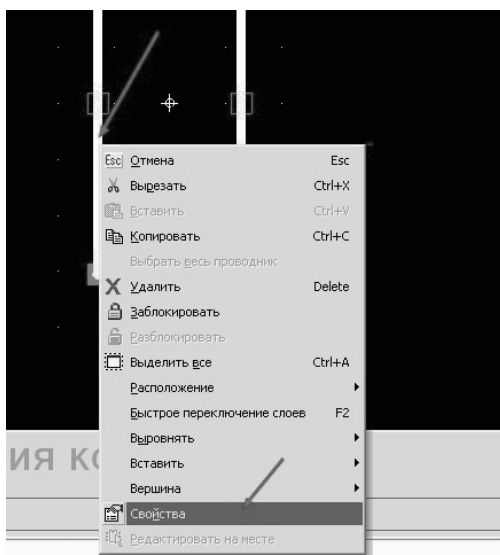 Esc Отмена Esc
Вырезать Ctrl+X
Вставить Ctrl+V
Копировать Ctrl+C
Выбрать весь проводник
Удалить Delete
Заблокировать
Разблокировать
Выделить все Ctrl+A
Расположение
Быстрое переключение слоев F2
Выровнять
Вставить
Вершина
Свойства
Редактировать на месте